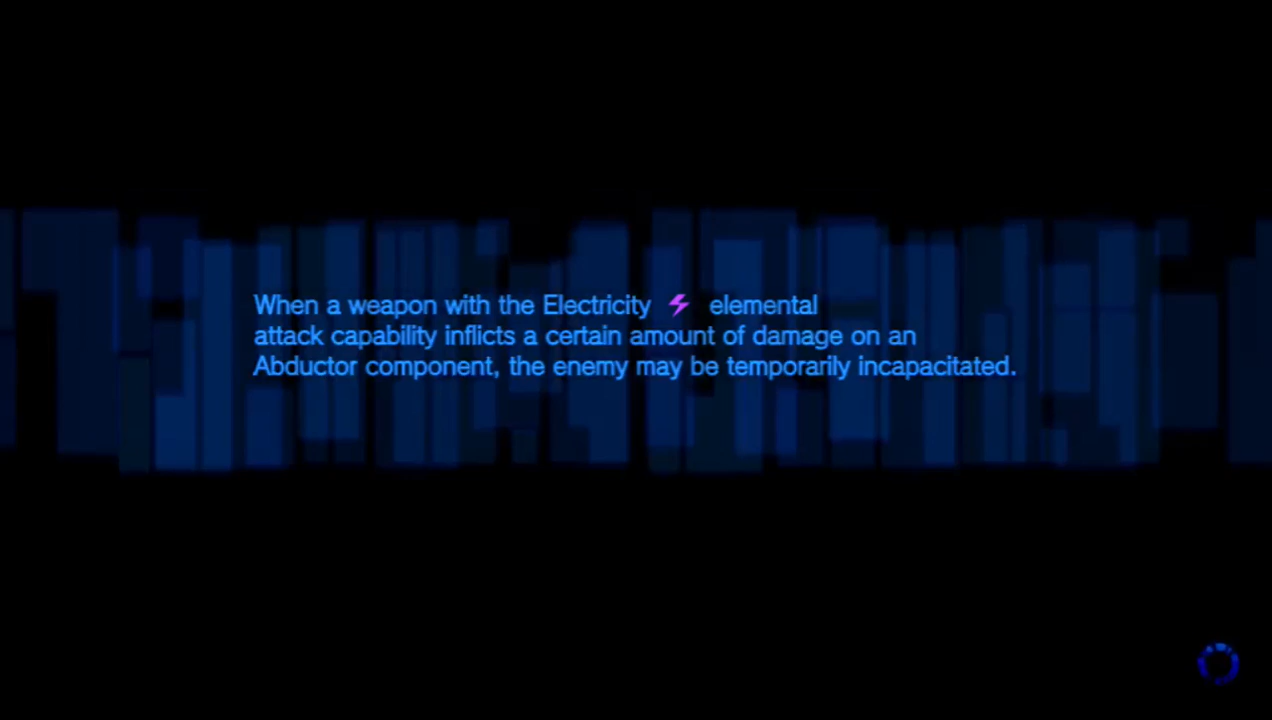 When a weapon with the Electricity elemental
attack capability inflicts a certain amount of damage on an
Abductor component, the enemy may be temporarily incapacitated.